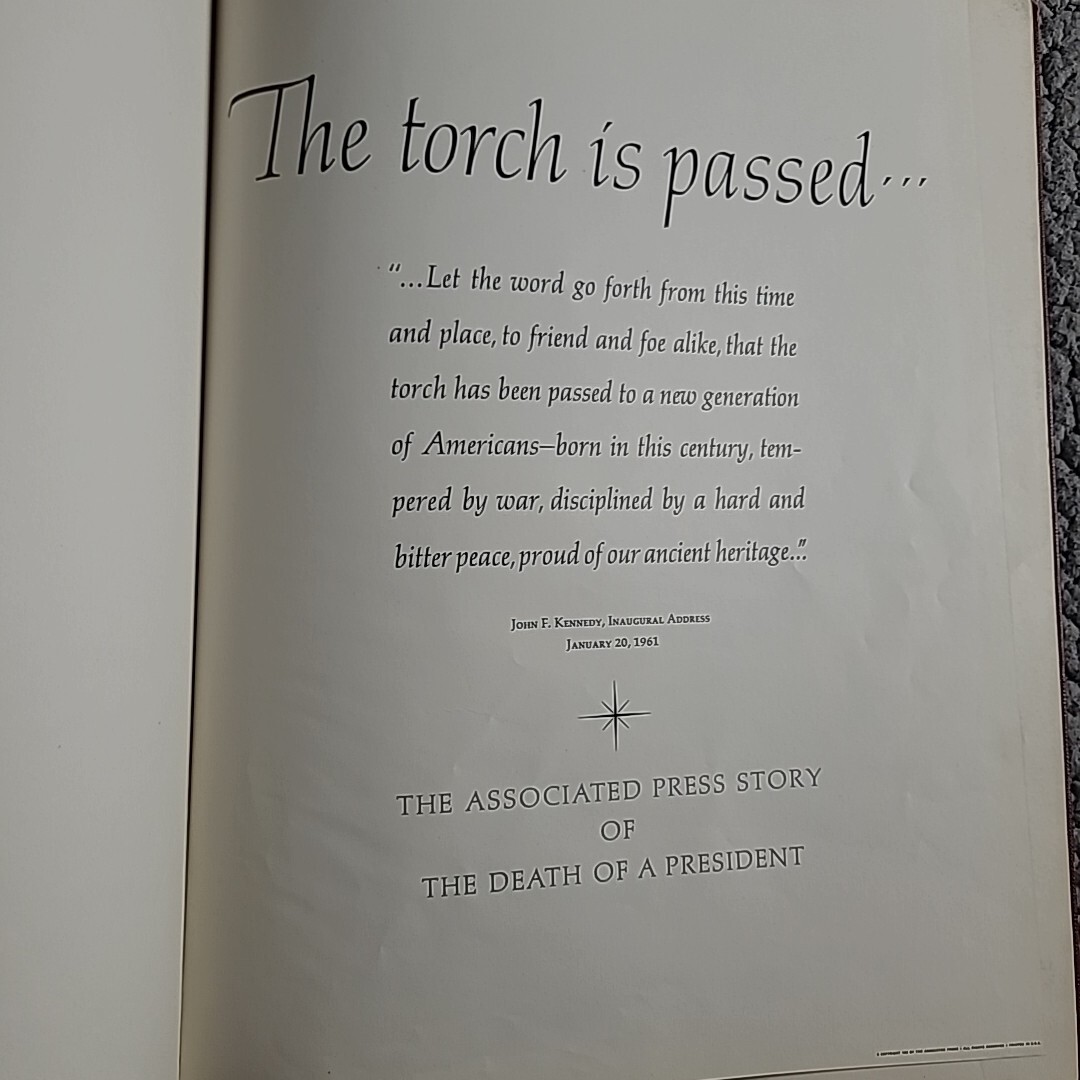 The torch is passed...
“...Let the word go forth from this time
and place, to friend and foe alike, that the
torch has been passed to a new generation
of Americans—born in this century, tem-
pered by war, disciplined by a hard and
bitter peace, proud of our ancient heritage...”
JOHN F. KENNEDY, INAUGURAL ADDRESS
JANUARY 20, 1961
THE ASSOCIATED PRESS STORY
OF
THE DEATH OF A PRESIDENT